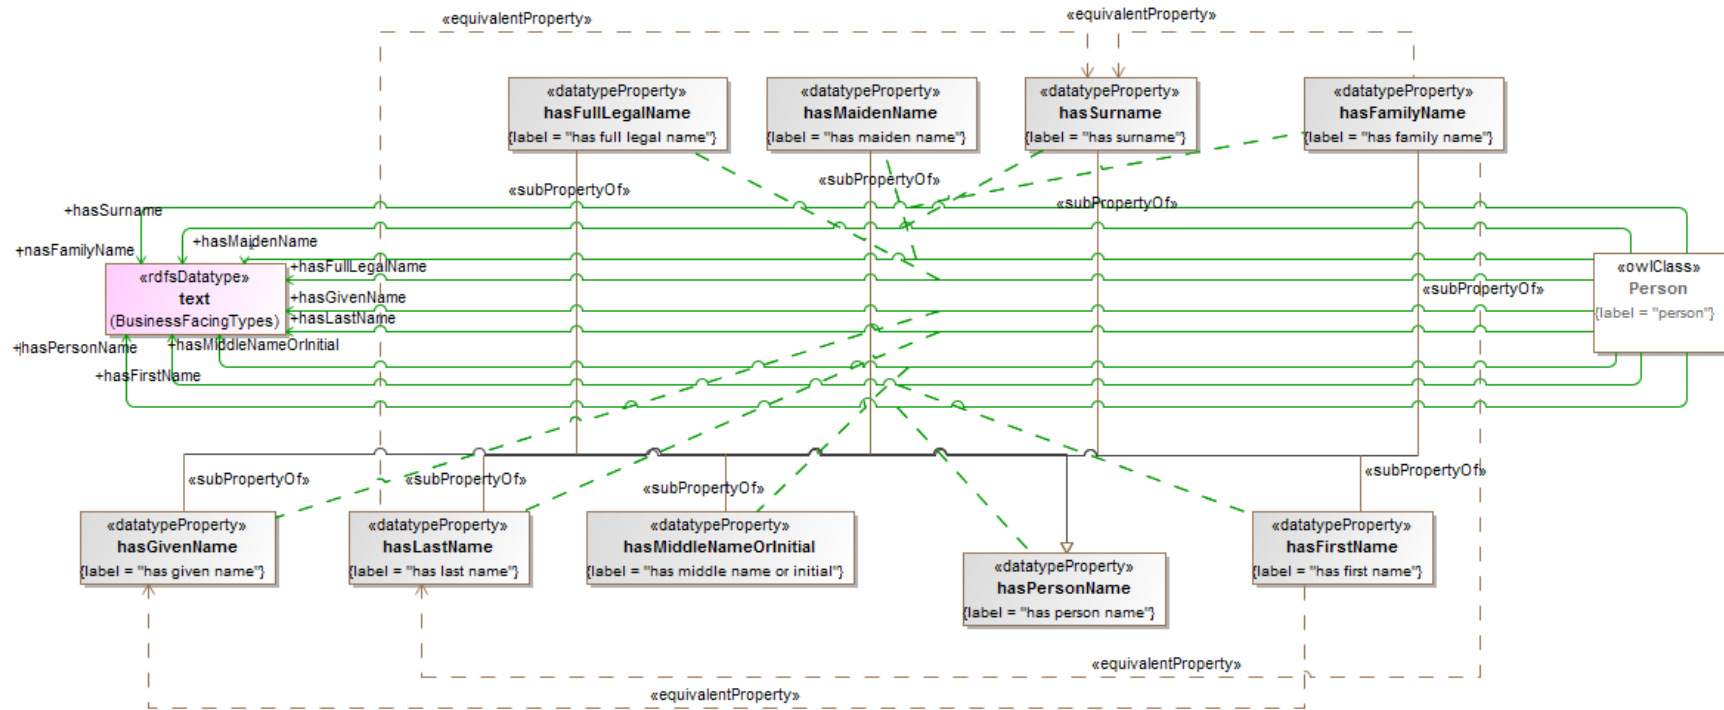 «equivalentProperty»
«equivalentProperty»
«datatypeProperty»
hasFullLegalName
{label = "has full legal name"}
«datatypeProperty»
hasMaidenName
{label = "has maiden name"}
«datatypeProperty»
hasSurname
{label = "has surname"}
«datatypeProperty»
hasFamilyName
{label = "has family name"}
«subPropertyOf»
«subPropertyOf»
«subPropertyOf»
+hasSurname
+hasFamilyName
+hasMaidenName
+hasFullLegalName
«rdfsDatatype»
text
(BusinessFacingTypes)
+hasGivenName
+hasLastName
«owlClass»
Person
{label = "person"}
«subPropertyOf»
+hasPersonName
+hasMiddleNameOrInitial
+hasFirstName
«subPropertyOf»
«subPropertyOf»
«subPropertyOf»
«subPropertyOf»
«datatypeProperty»
hasGivenName
{label = "has given name"}
«datatypeProperty»
hasLastName
{label = "has last name"}
«datatypeProperty»
hasMiddleNameOrInitial
{label = "has middle name or initial"}
«datatypeProperty»
hasPersonName
{label = "has person name"}
«datatypeProperty»
hasFirstName
{label = "has first name"}
«equivalentProperty»
«equivalentProperty»